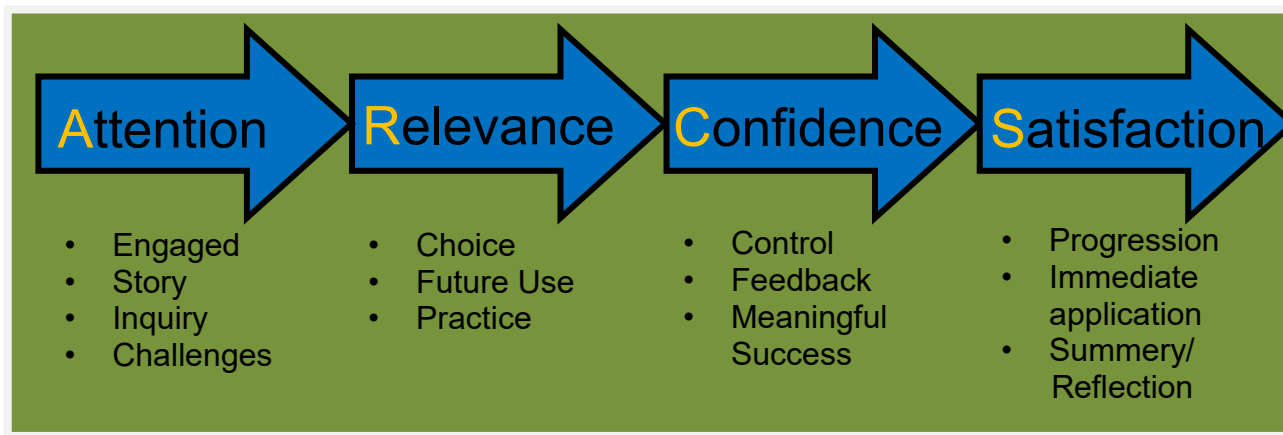 Attention
Relevance
Confidence
Satisfaction
• Engaged
• Story
• Inquiry
• Challenges
• Choice
• Future Use
• Practice
• Control
• Feedback
• Meaningful
Success
• Progression
• Immediate
application
• Summery/
Reflection